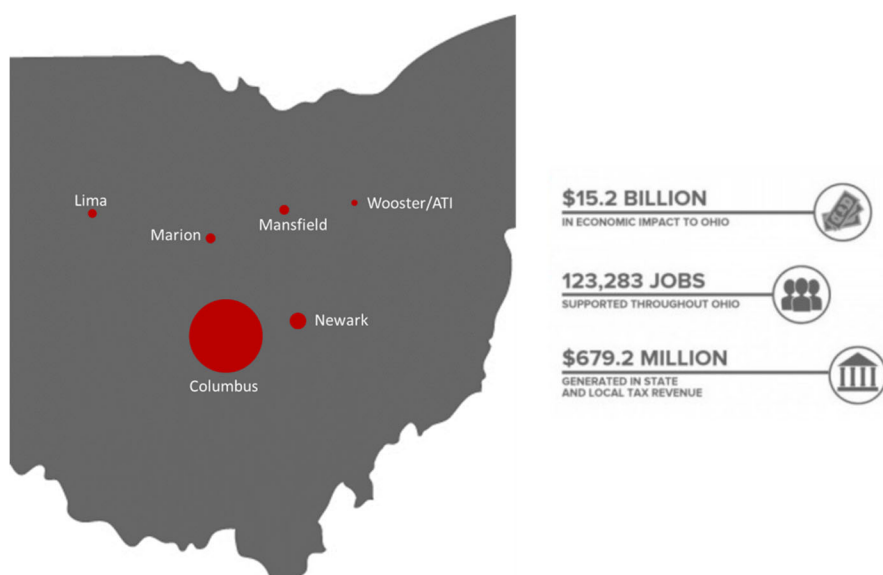 Lima
Marion
Mansfield
Wooster/ATI
Newark
Columbus
$15.2 BILLION
IN ECONOMIC IMPACT TO OHIO
123,283 JOBS
SUPPORTED THROUGHOUT OHIO
$679.2 MILLION
GENERATED IN STATE
AND LOCAL TAX REVENUE